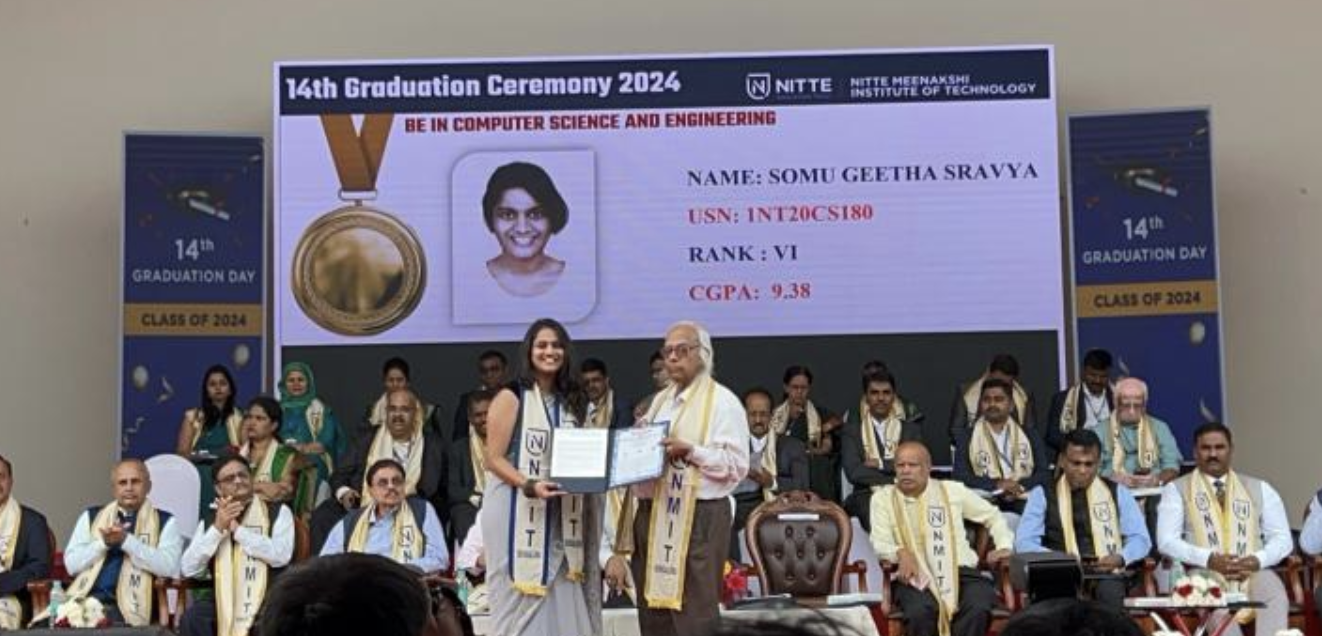 14th Graduation Ceremony 2024
N NITTE
NITTE MEENAKSHI
INSTITUTE OF TECHNOLOGY
BE IN COMPUTER SCIENCE AND ENGINEERING
NAME: SOMU GEETHA SRAVYA
USN: 1NT20CS180
RANK : VI
CGPA: 9.38
14th
GRADUATION DAY
CLASS OF 2024
14th
GRADUATION DAY
CLASS OF 2024
N NMIT
NMIT
NMIT